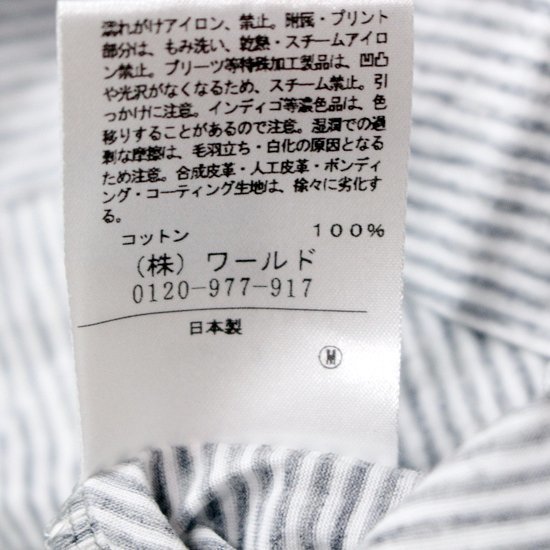 濡れがけアイロン、禁止。附属・プリント
部分は、もみ洗い、乾熱・スチームアイロ
ン禁止。プリーツ等特殊加工製品は、凹凸
や光沢がなくなるため、スチーム禁止。引
っかけに注意。インディゴ等濃色品は、色
移りすることがあるので注意。湿潤での過
剰な摩擦は、毛羽立ち・白化の原因となる
ため注意。合成皮革・人工皮革・ボンディ
ング・コーティング生地は、徐々に劣化す
る。
コットン 100%
(株) ワールド
0120-977-917
日本製
M